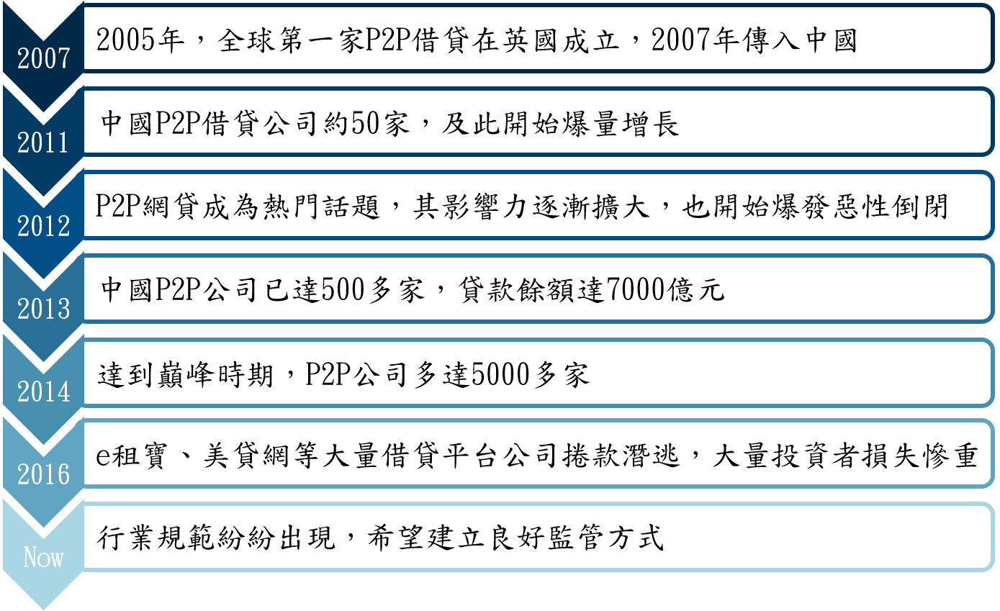 2007
2005年，全球第一家P2P借貸在英國成立，2007年傳入中國
2011
中國P2P借貸公司約50家，及此開始爆量增長
2012
P2P網貸成為熱門話題，其影響力逐漸擴大，也開始爆發惡性倒閉
2013
中國P2P公司已達500多家，貸款餘額達7000億元
2014
達到巔峰時期，P2P公司多達5000多家
2016
e租寶、美貸網等大量借貸平台公司捲款潛逃，大量投資者損失慘重
Now
行業規範紛紛出現，希望建立良好監管方式